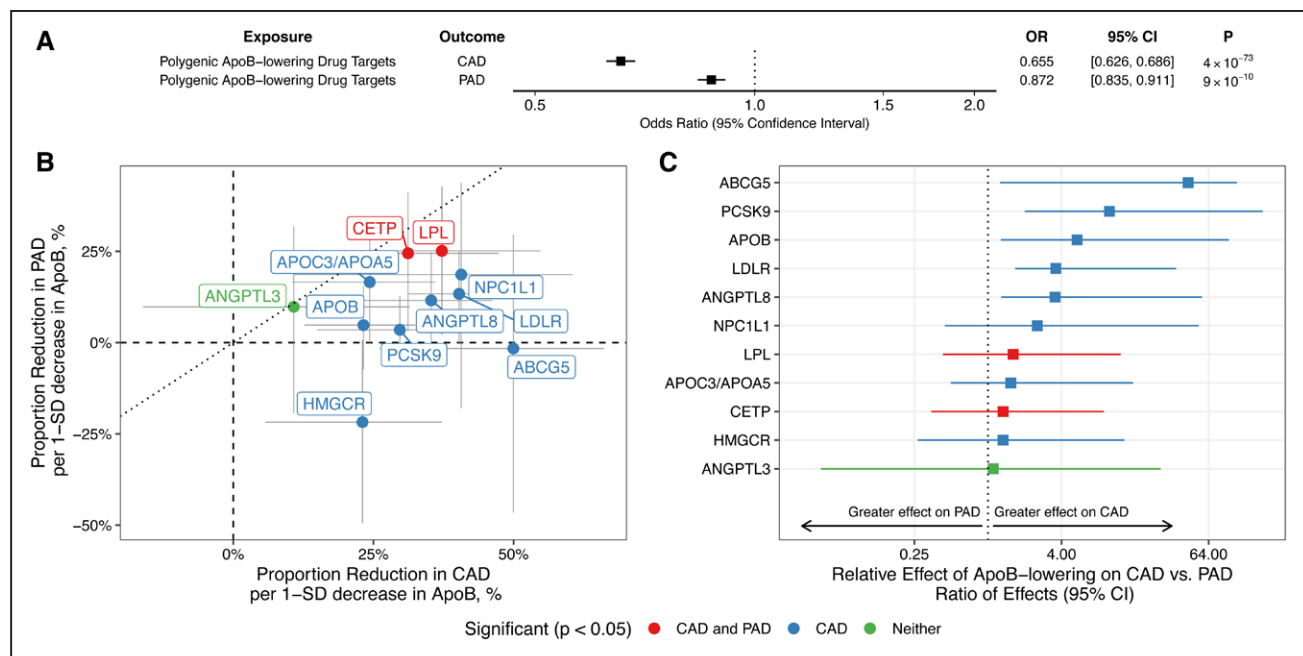 A
Exposure Outcome OR 95% CI P
Polygenic ApoB−lowering Drug Targets CAD 0.655 [0.626, 0.686] 4 × 10⁻⁷³
Polygenic ApoB−lowering Drug Targets PAD 0.872 [0.835, 0.911] 9 × 10⁻¹⁰
0.5 1.0 1.5 2.0
Odds Ratio (95% Confidence Interval)
B
Proportion Reduction in PAD
per 1−SD decrease in ApoB, %
25%
0%
−25%
−50%
CETP
LPL
APOC3/APOA5
ANGPTL3
NPC1L1
APOB
ANGPTL8
LDLR
PCSK9
ABCG5
HMGCR
0% 25% 50%
Proportion Reduction in CAD
per 1−SD decrease in ApoB, %
C
ABCG5
PCSK9
APOB
LDLR
ANGPTL8
NPC1L1
LPL
APOC3/APOA5
CETP
HMGCR
ANGPTL3
Greater effect on PAD Greater effect on CAD
0.25 4.00 64.00
Relative Effect of ApoB−lowering on CAD vs. PAD
Ratio of Effects (95% CI)
Significant (p < 0.05) CAD and PAD CAD Neither